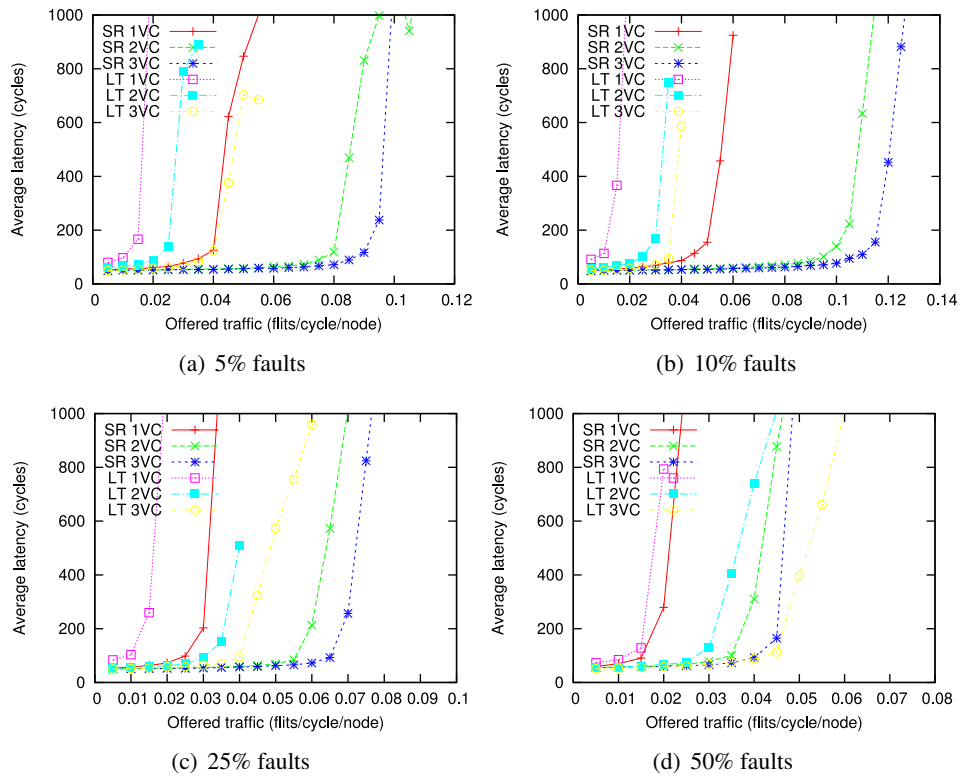 1000
800
600
400
200
0
Average latency (cycles)
SR 1VC
SR 2VC
SR 3VC
LT 1VC
LT 2VC
LT 3VC
0 0.02 0.04 0.06 0.08 0.1 0.12
Offered traffic (flits/cycle/node)
(a) 5% faults
1000
800
600
400
200
0
Average latency (cycles)
SR 1VC
SR 2VC
SR 3VC
LT 1VC
LT 2VC
LT 3VC
0 0.02 0.04 0.06 0.08 0.1 0.12 0.14
Offered traffic (flits/cycle/node)
(b) 10% faults
1000
800
600
400
200
0
Average latency (cycles)
SR 1VC
SR 2VC
SR 3VC
LT 1VC
LT 2VC
LT 3VC
0 0.01 0.02 0.03 0.04 0.05 0.06 0.07 0.08 0.09 0.1
Offered traffic (flits/cycle/node)
(c) 25% faults
1000
800
600
400
200
0
Average latency (cycles)
SR 1VC
SR 2VC
SR 3VC
LT 1VC
LT 2VC
LT 3VC
0 0.01 0.02 0.03 0.04 0.05 0.06 0.07 0.08
Offered traffic (flits/cycle/node)
(d) 50% faults